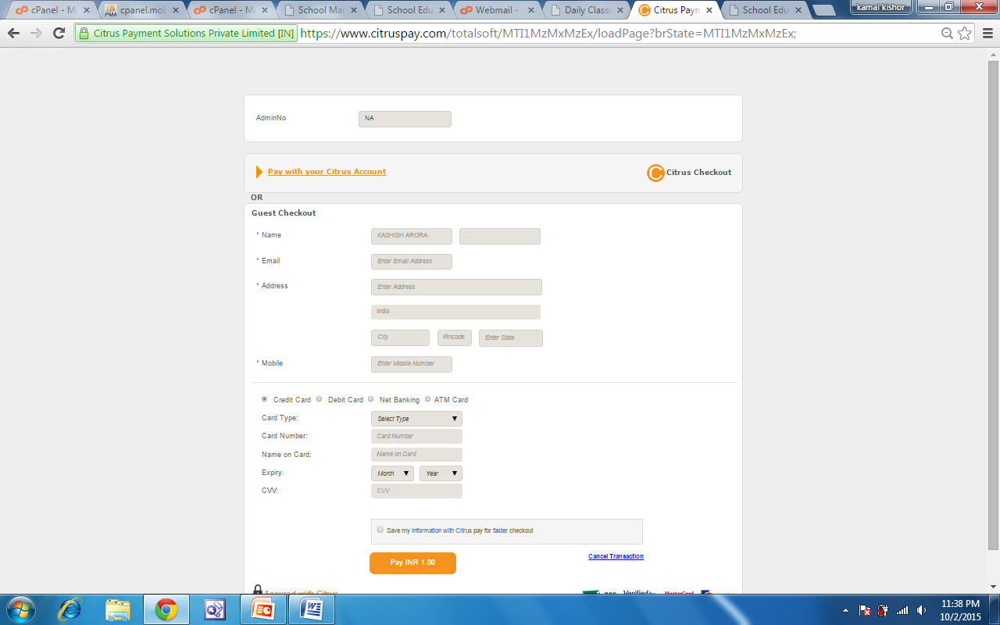 cPanel - Ma
cpanel.mob
cPanel - Ma
School Mar
School Edu
Webmail -
Daily Classw
Citrus Paym
School Edu
kamal kishor
Citrus Payment Solutions Private Limited [IN]
https://www.citruspay.com/totalsoft/MTI1MzMxMzEx/loadPage?brState=MTI1MzMxMzEx;
AdminNo NA
Pay with your Citrus Account
Citrus Checkout
OR
Guest Checkout
* Name KASHISH ARORA .
* Email Enter Email Address
* Address Enter Address
India
City Pincode Enter State
* Mobile Enter Mobile Number
Credit Card Debit Card Net Banking ATM Card
Card Type: Select Type
Card Number: Card Number
Name on Card: Name on Card
Expiry: Month Year
CVV: CVV
Save my information with Citrus pay for faster checkout
Pay INR 1.00
Cancel Transaction
Secured with Citrus
Verified by MasterCard
11:38 PM
10/2/2015